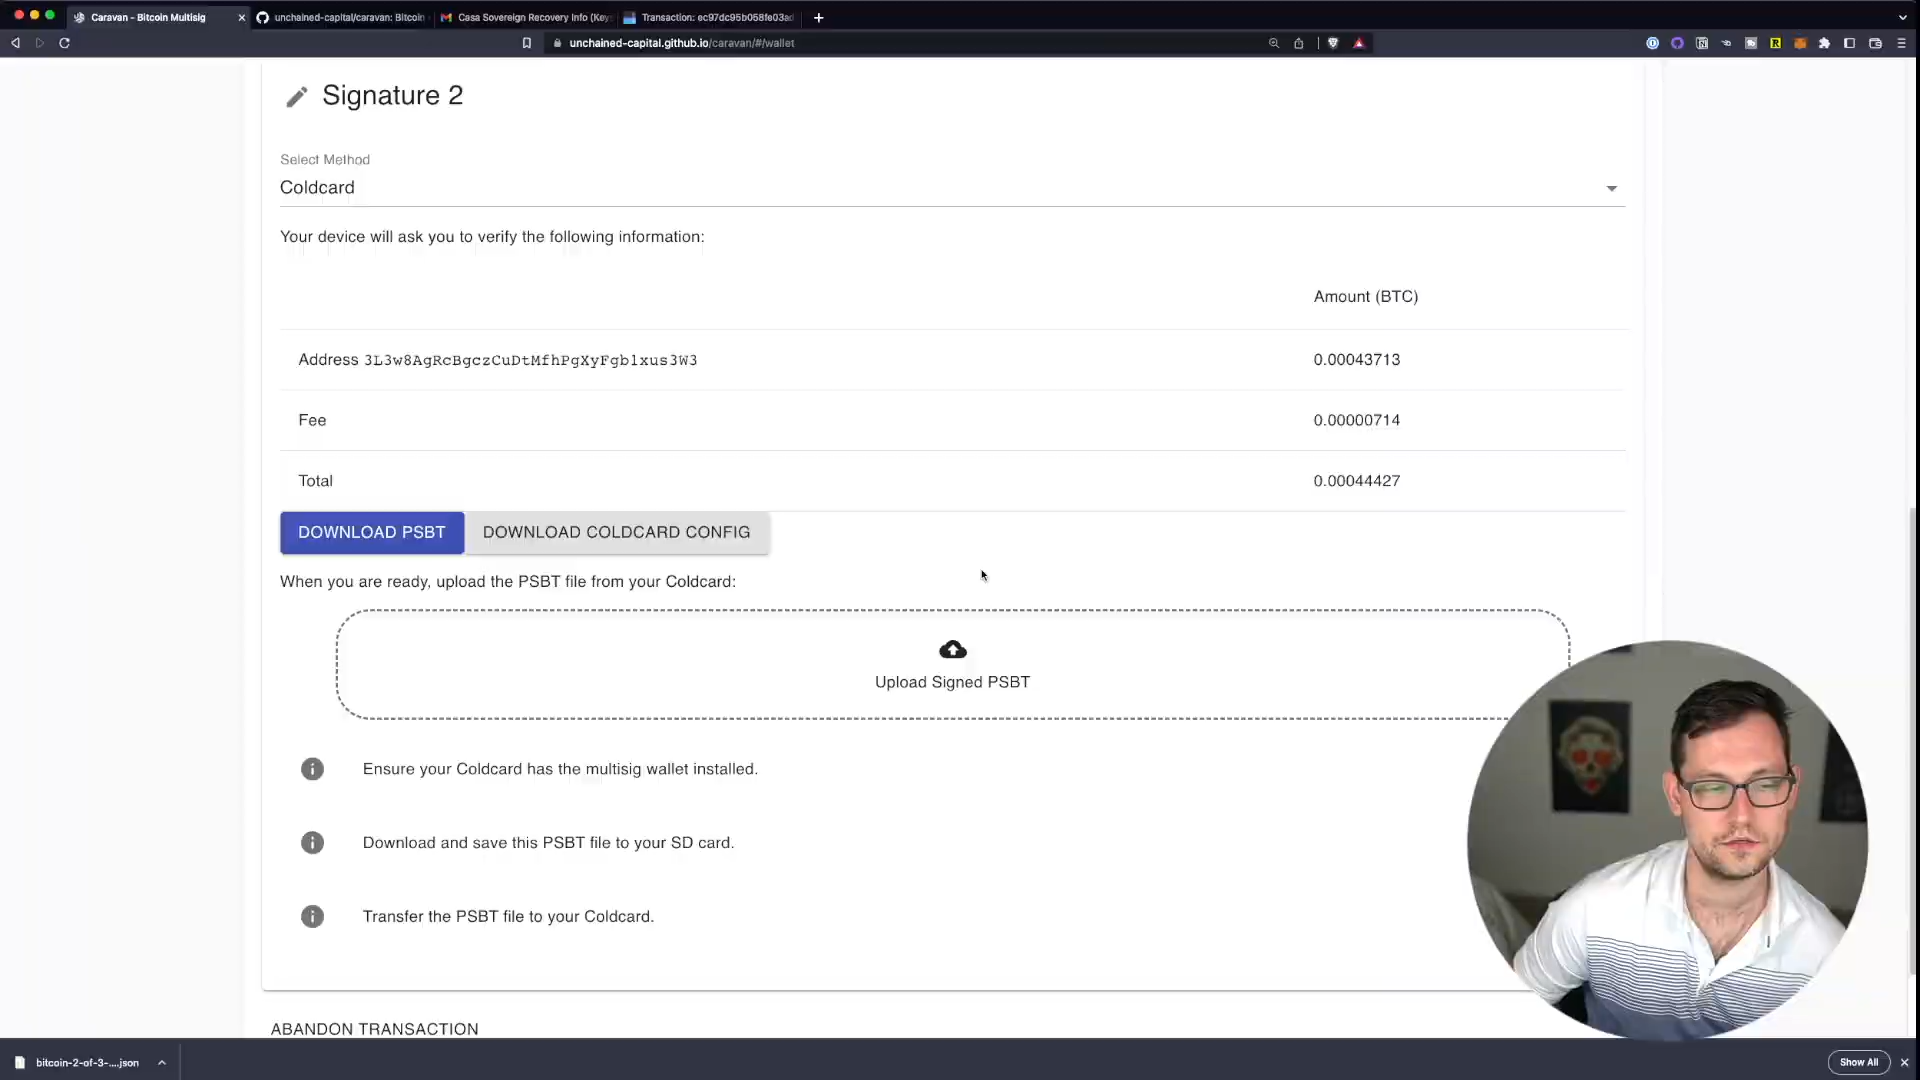 Caravan - Bitcoin Multisig
unchained-capital/caravan: Bitcoin
Casa Sovereign Recovery Info (Key
Transaction: ec97dc95b058fe03ad
unchained-capital.github.io/caravan/#/wallet
Signature 2
Select Method
Coldcard
Your device will ask you to verify the following information:
Amount (BTC)
Address 3L3w8AgRcBgczCuDtMfhPgXyFgb1xus3W3 0.00043713
Fee 0.00000714
Total 0.00044427
DOWNLOAD PSBT DOWNLOAD COLDCARD CONFIG
When you are ready, upload the PSBT file from your Coldcard:
Upload Signed PSBT
Ensure your Coldcard has the multisig wallet installed.
Download and save this PSBT file to your SD card.
Transfer the PSBT file to your Coldcard.
ABANDON TRANSACTION
bitcoin-2-of-3-....json
Show All